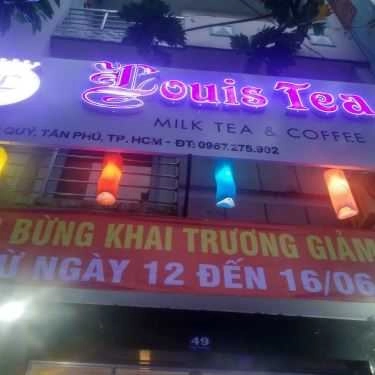 Louis Tea
MILK TEA & COFFEE
QUÝ, TÂN PHÚ, TP. HCM - ĐT: 0967.275.902
BỪNG KHAI TRƯƠNG GIẢM
TỪ NGÀY 12 ĐẾN 16/06
49